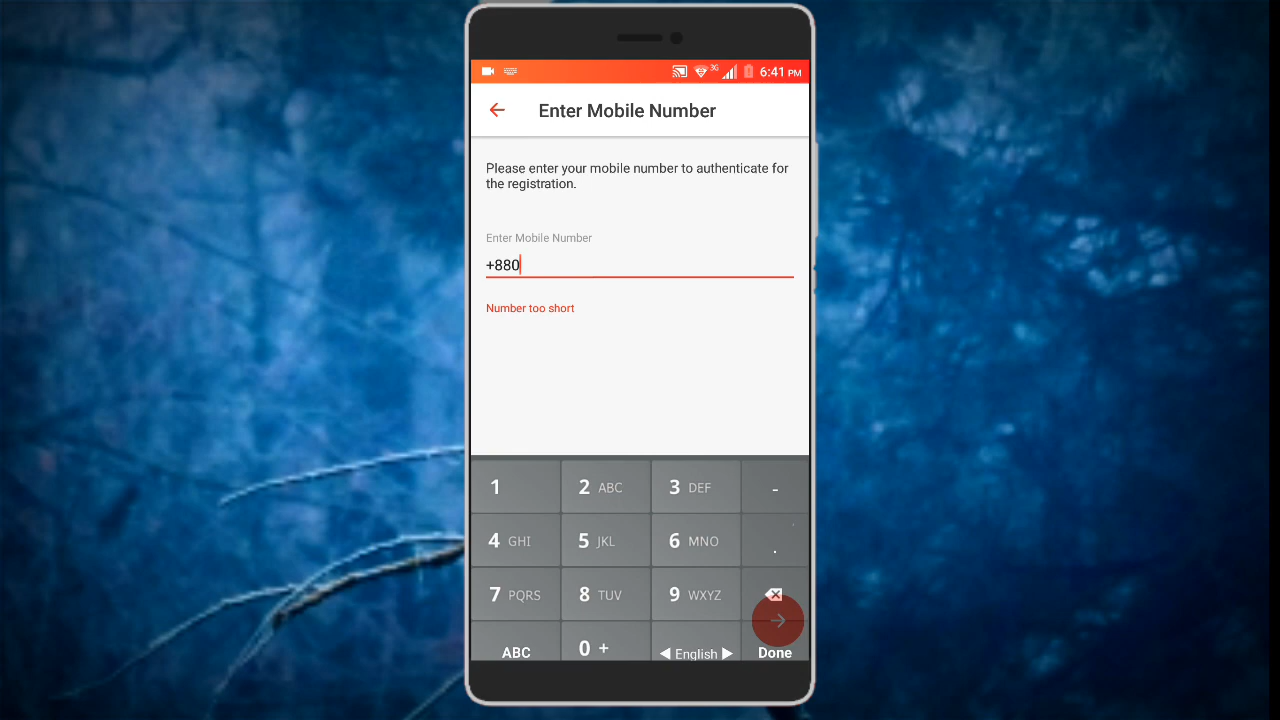 3G 6:41 PM
Enter Mobile Number
Please enter your mobile number to authenticate for
the registration.
Enter Mobile Number
+880
Number too short
1 2 ABC 3 DEF -
4 GHI 5 JKL 6 MNO .
7 PQRS 8 TUV 9 WXYZ
ABC 0 + English Done